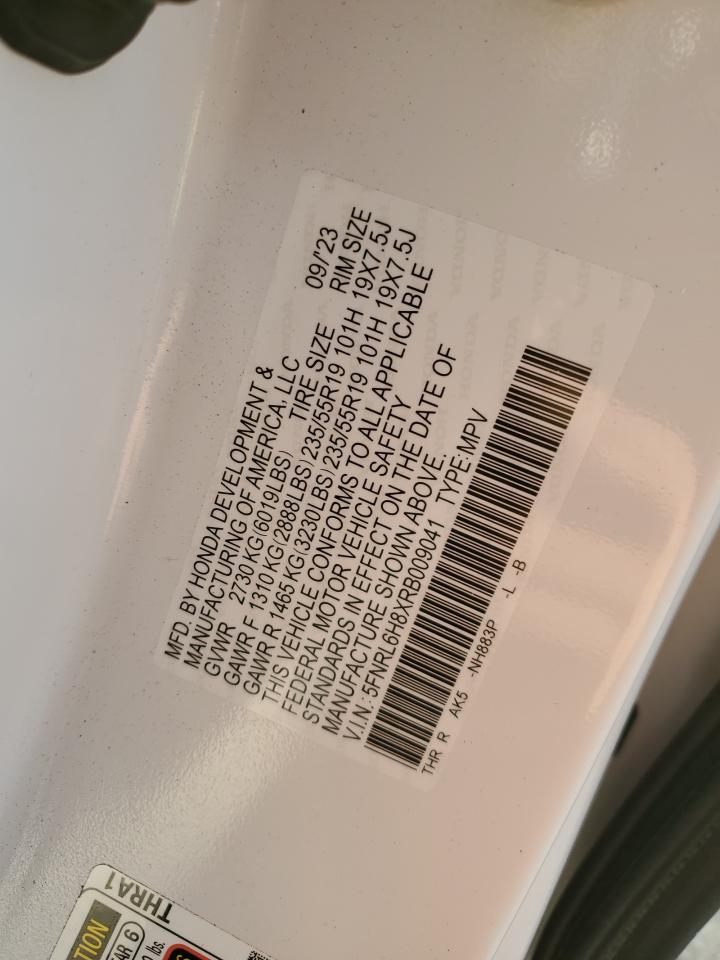 MFD. BY HONDA DEVELOPMENT &
MANUFACTURING OF AMERICA, LLC 09/'23
GVWR 2730 KG(6019LBS) TIRE SIZE RIM SIZE
GAWR F 1310 KG(2888LBS) 235/55R19 101H 19X7.5J
GAWR R 1465 KG(3230LBS) 235/55R19 101H 19X7.5J
THIS VEHICLE CONFORMS TO ALL APPLICABLE
FEDERAL MOTOR VEHICLE SAFETY
STANDARDS IN EFFECT ON THE DATE OF
MANUFACTURE SHOWN ABOVE.
V.I.N.: 5FNRL6H8XRB009041 TYPE:MPV
THR R AK5 -NH883P -L -B
THRA1